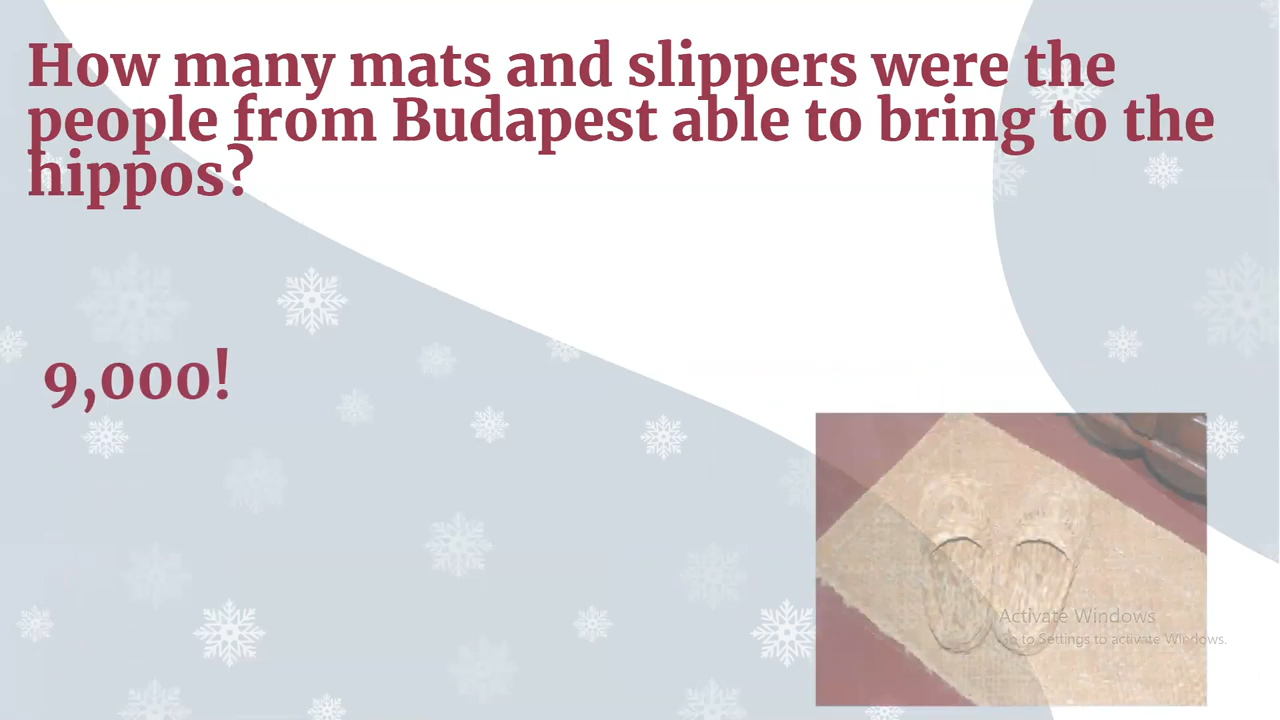 How many mats and slippers were the
people from Budapest able to bring to the
hippos?
9,000!
Activate Windows
Go to Settings to activate Windows.